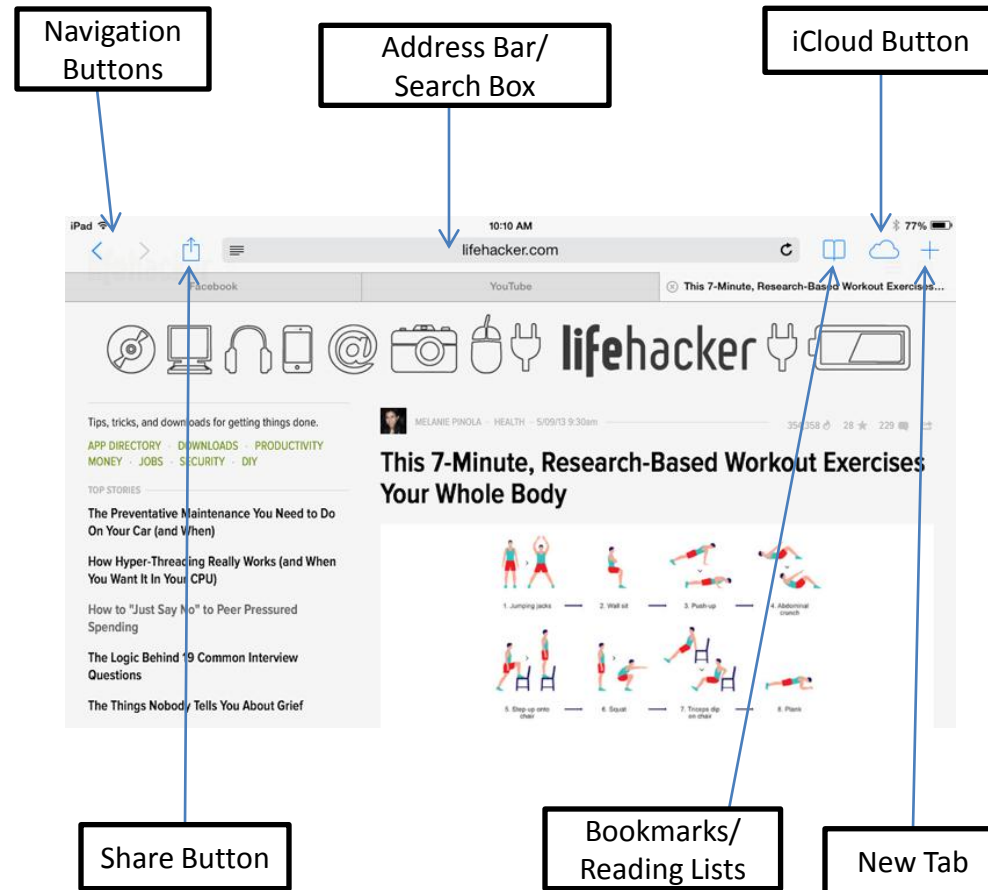 Navigation
Buttons
Address Bar/
Search Box
iCloud Button
iPad
10:10 AM
77%
lifehacker.com
Facebook
YouTube
This 7-Minute, Research-Based Workout Exercises...
lifehacker
Tips, tricks, and downloads for getting things done.
APP DIRECTORY · DOWNLOADS · PRODUCTIVITY
MONEY · JOBS · SECURITY · DIY
TOP STORIES
The Preventative Maintenance You Need to Do
On Your Car (and When)
How Hyper-Threading Really Works (and When
You Want It In Your CPU)
How to "Just Say No" to Peer Pressured
Spending
The Logic Behind 19 Common Interview
Questions
The Things Nobody Tells You About Grief
MELANIE PINOLA · HEALTH · 5/09/13 9:30am
354,358 28 229
This 7-Minute, Research-Based Workout Exercises
Your Whole Body
1. Jumping jacks
2. Wall sit
3. Push-up
4. Abdominal
crunch
5. Step-up onto
chair
6. Squat
7. Triceps dip
on chair
8. Plank
Share Button
Bookmarks/
Reading Lists
New Tab